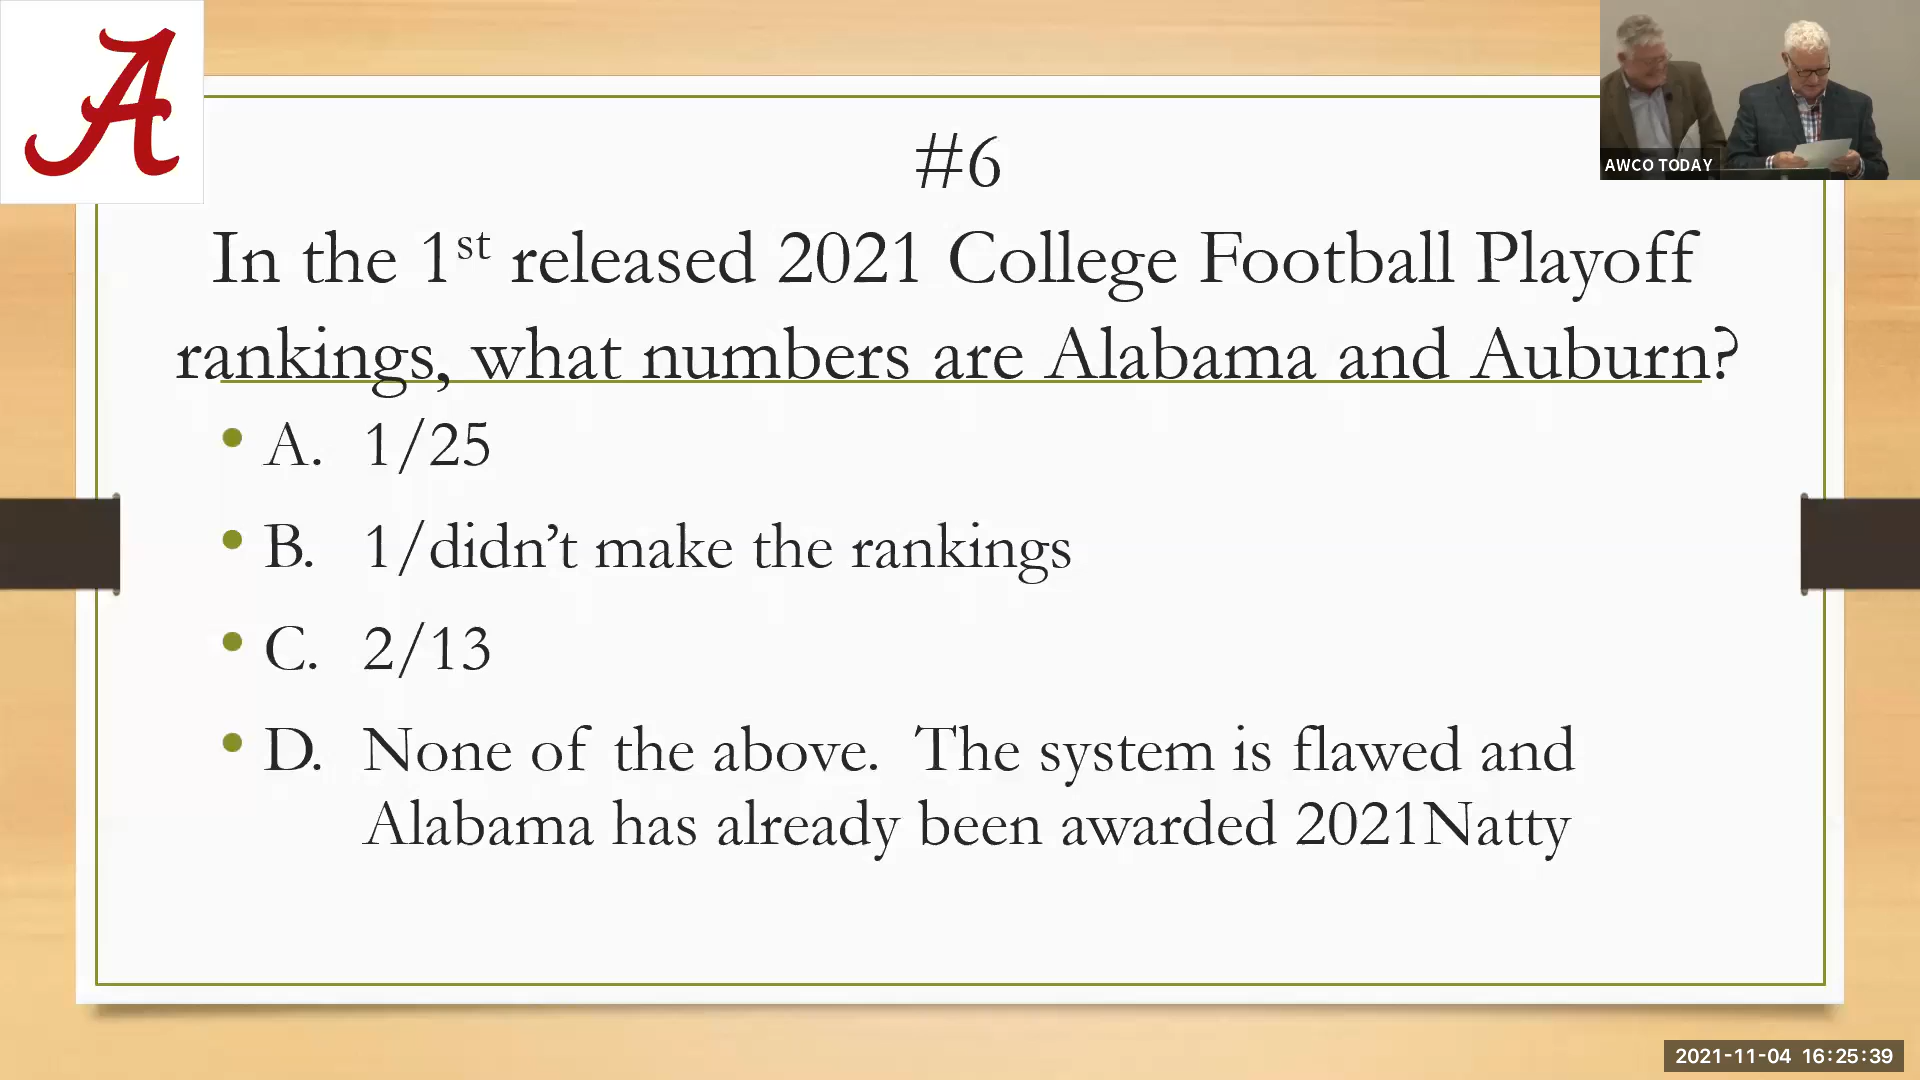 A
AWCO TODAY
#6
In the 1st released 2021 College Football Playoff
rankings, what numbers are Alabama and Auburn?
• A. 1/25
• B. 1/didn’t make the rankings
• C. 2/13
• D. None of the above. The system is flawed and
Alabama has already been awarded 2021Natty
2021-11-04 16:25:39